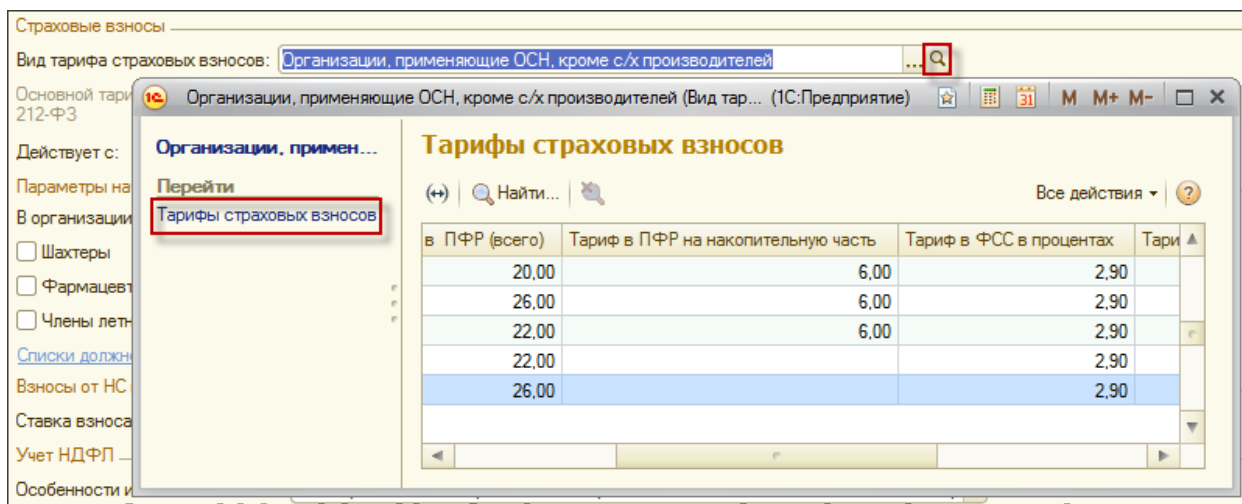 Страховые взносы
Вид тарифа страховых взносов: Организации, применяющие ОСН, кроме с/х производителей ...
Основной тари
212-ФЗ
1С Организации, применяющие ОСН, кроме с/х производителей (Вид тар... (1С:Предприятие) 31 M M+ M-
Действует с:
Организации, примен...
Тарифы страховых взносов
Параметры на
Перейти
Найти...
Все действия
?
В организации
Тарифы страховых взносов
в ПФР (всего) Тариф в ПФР на накопительную часть Тариф в ФСС в процентах Тари
Шахтеры
20,00 6,00 2,90
Фармацевт
26,00 6,00 2,90
Члены летн
22,00 6,00 2,90
Списки должн
22,00 2,90
Взносы от НС
26,00 2,90
Ставка взноса
Учет НДФЛ
Особенности и